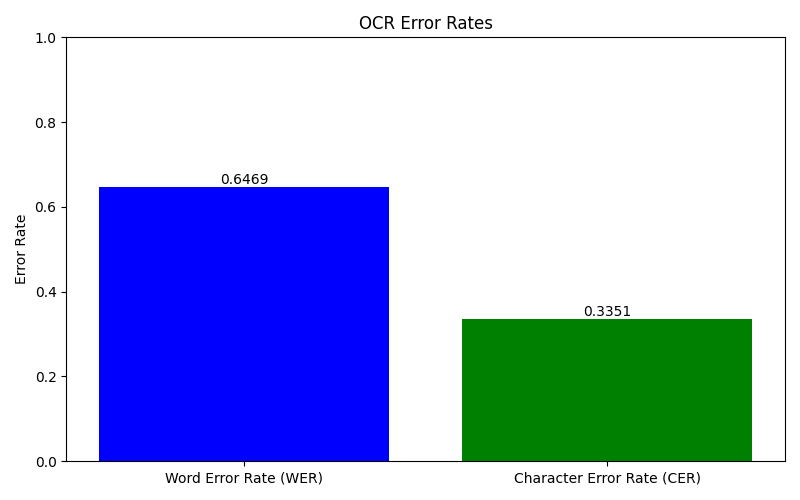 OCR Error Rates
1.0
0.8
0.6
0.4
0.2
0.0
Error Rate
0.6469
0.3351
Word Error Rate (WER)
Character Error Rate (CER)